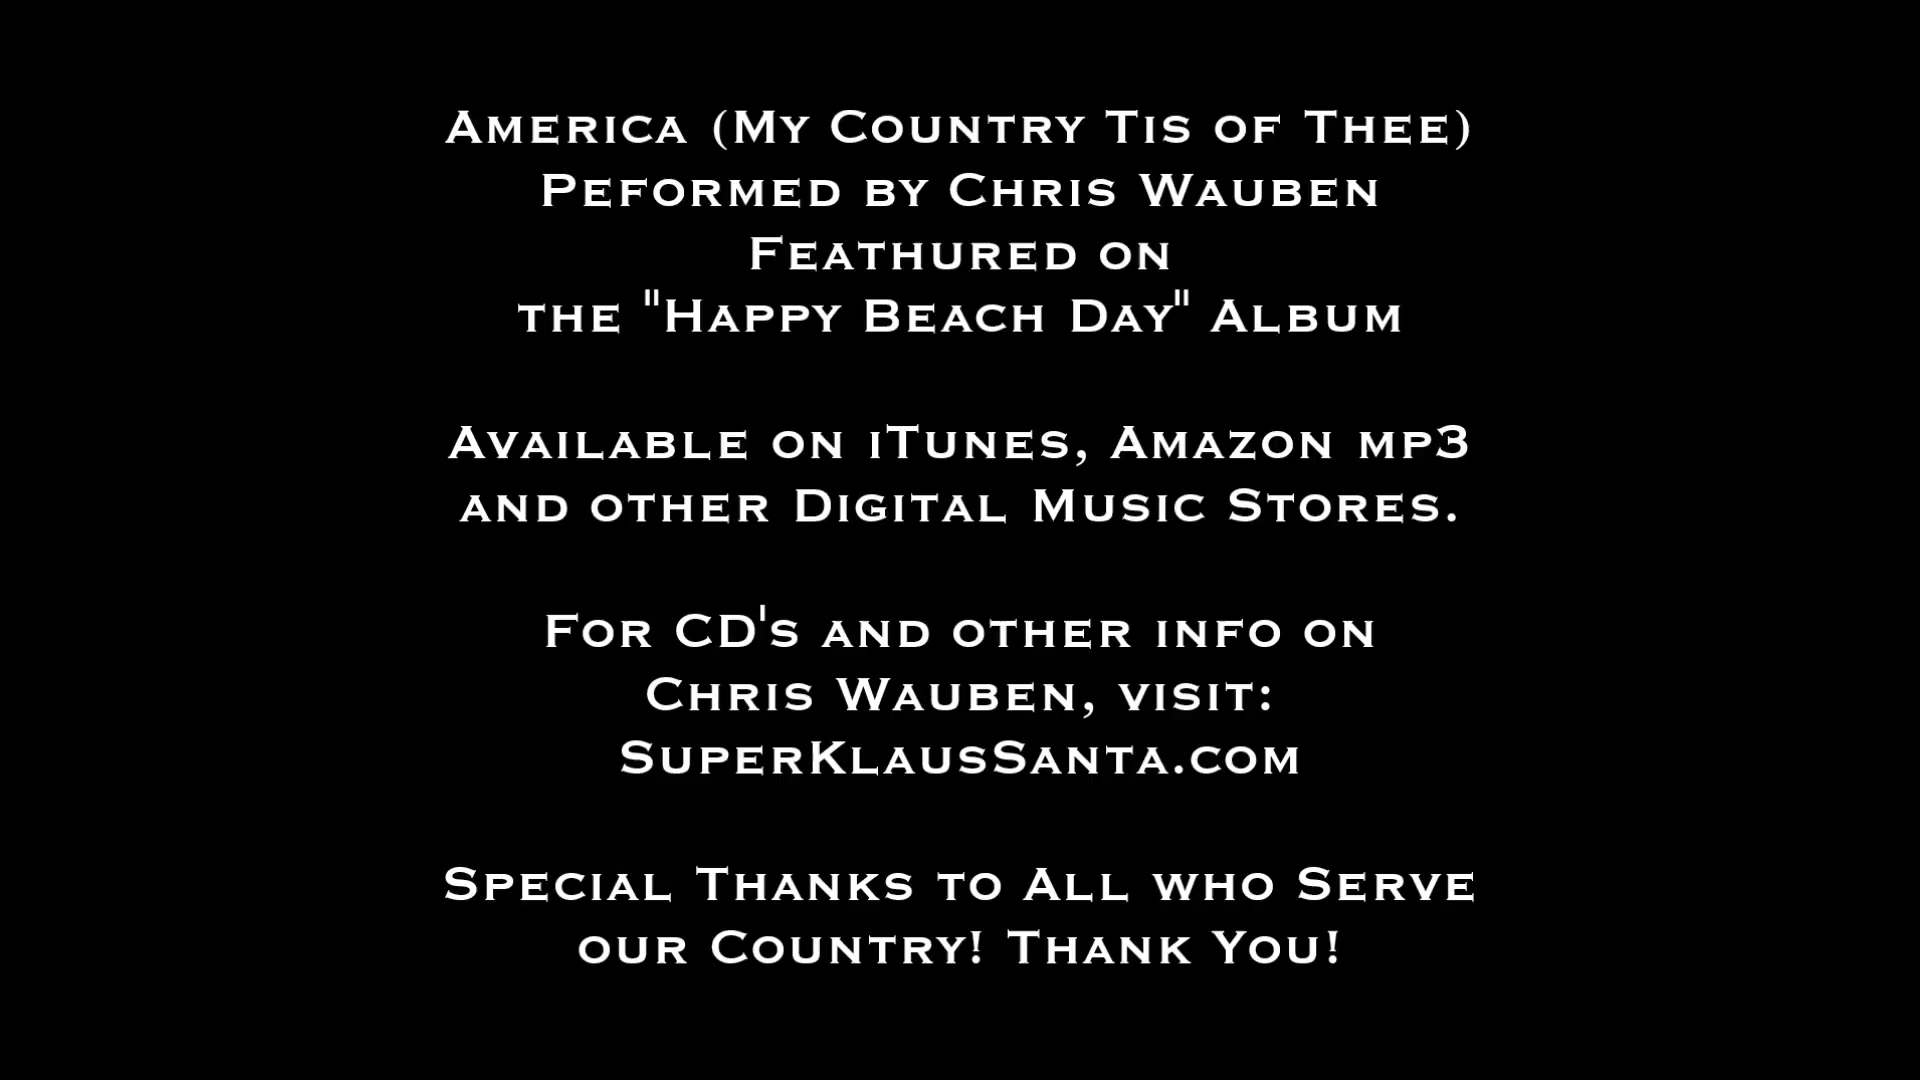 America (My Country Tis of Thee)
Peformed by Chris Wauben
Feathured on
the "Happy Beach Day" Album
Available on iTunes, Amazon mp3
and other Digital Music Stores.
For CD's and other info on
Chris Wauben, visit:
SuperKlausSanta.com
Special Thanks to All who Serve
our Country! Thank You!